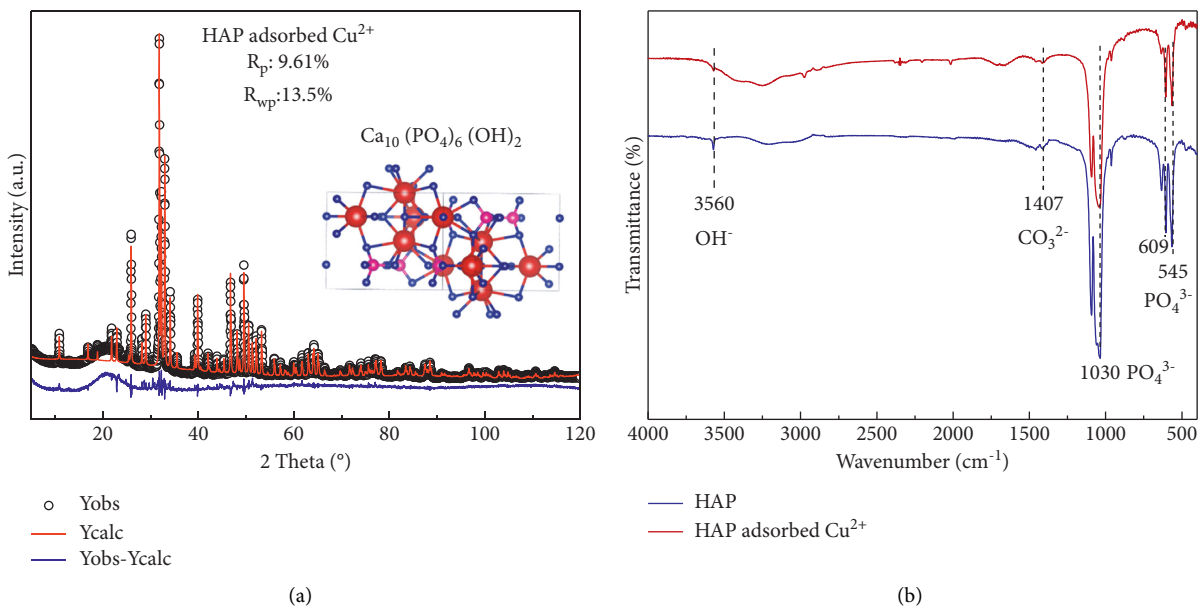 HAP adsorbed Cu²⁺
Rₚ: 9.61%
R_wp:13.5%
Ca₁₀ (PO₄)₆ (OH)₂
Intensity (a.u.)
20 40 60 80 100 120
2 Theta (°)
Yobs
Ycalc
Yobs-Ycalc
(a)
Transmittance (%)
3560
OH⁻
1407
CO₃²⁻
609
545
PO₄³⁻
1030 PO₄³⁻
4000 3500 3000 2500 2000 1500 1000 500
Wavenumber (cm⁻¹)
HAP
HAP adsorbed Cu²⁺
(b)